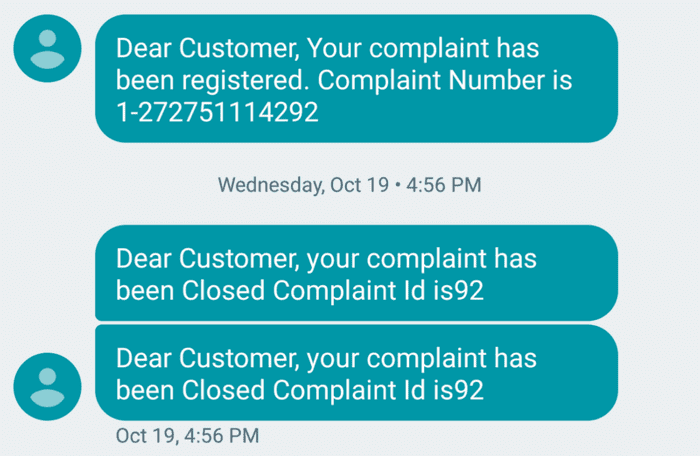 Dear Customer, Your complaint has
been registered. Complaint Number is
1-272751114292
Wednesday, Oct 19 • 4:56 PM
Dear Customer, your complaint has
been Closed Complaint Id is92
Dear Customer, your complaint has
been Closed Complaint Id is92
Oct 19, 4:56 PM